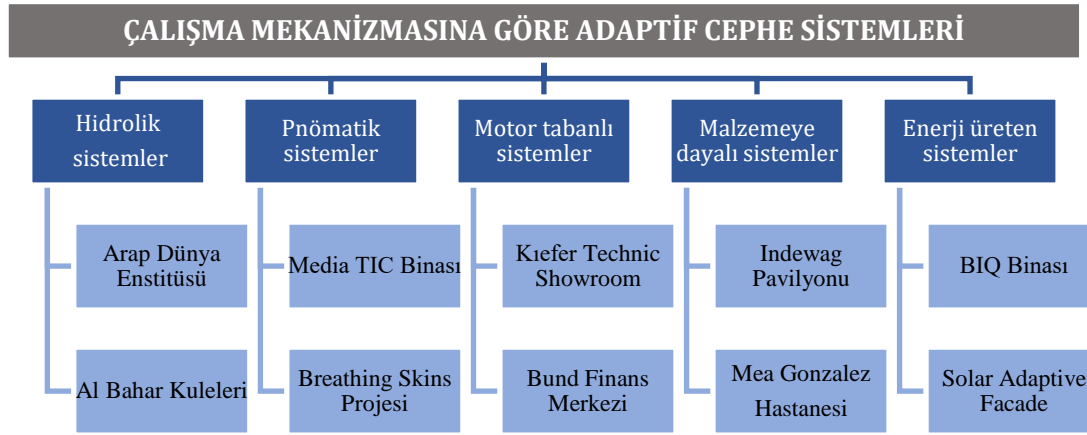 ÇALIŞMA MEKANİZMASINA GÖRE ADAPTİF CEPHE SİSTEMLERİ
Hidrolik
sistemler
Arap Dünya
Enstitüsü
Al Bahar Kuleleri
Pnömatik
sistemler
Media TIC Binası
Breathing Skins
Projesi
Motor tabanlı
sistemler
Kıefer Technic
Showroom
Bund Finans
Merkezi
Malzemeye
dayalı sistemler
Indewag
Pavilyonu
Mea Gonzalez
Hastanesi
Enerji üreten
sistemler
BIQ Binası
Solar Adaptive
Facade